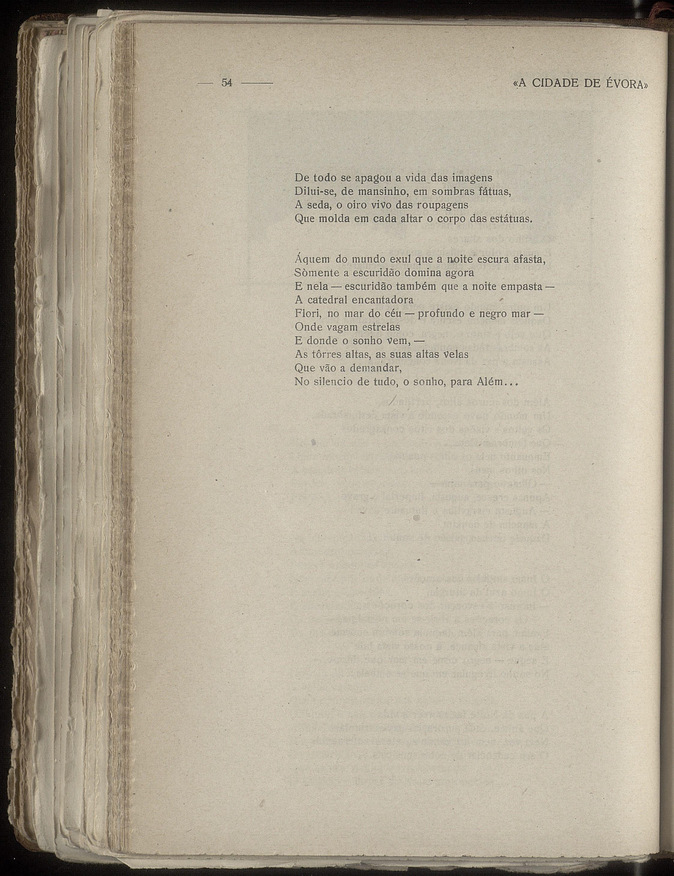 — 54 —— «A CIDADE DE ÉVORA»
De todo se apagou a vida das imagens
Dilui-se, de mansinho, em sombras fátuas,
A seda, o oiro vivo das roupagens
Que molda em cada altar o corpo das estátuas.
Áquem do mundo exul que a noite escura afasta,
Sòmente a escuridão domina agora
E nela — escuridão também que a noite empasta —
A catedral encantadora
Flori, no mar do céu — profundo e negro mar —
Onde vagam estrelas
E donde o sonho vem, —
As tôrres altas, as suas altas velas
Que vão a demandar,
No silencio de tudo, o sonho, para Além...